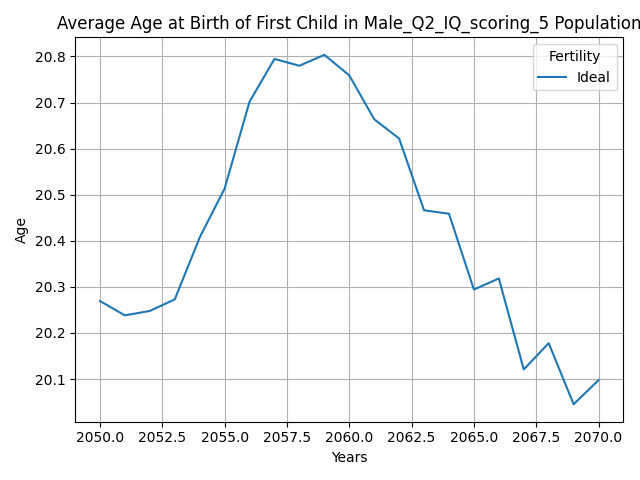 Average Age at Birth of First Child in Male_Q2_IQ_scoring_5 Population
Fertility
Ideal
20.8
20.7
20.6
20.5
20.4
20.3
20.2
20.1
Age
2050.0 2052.5 2055.0 2057.5 2060.0 2062.5 2065.0 2067.5 2070.0
Years